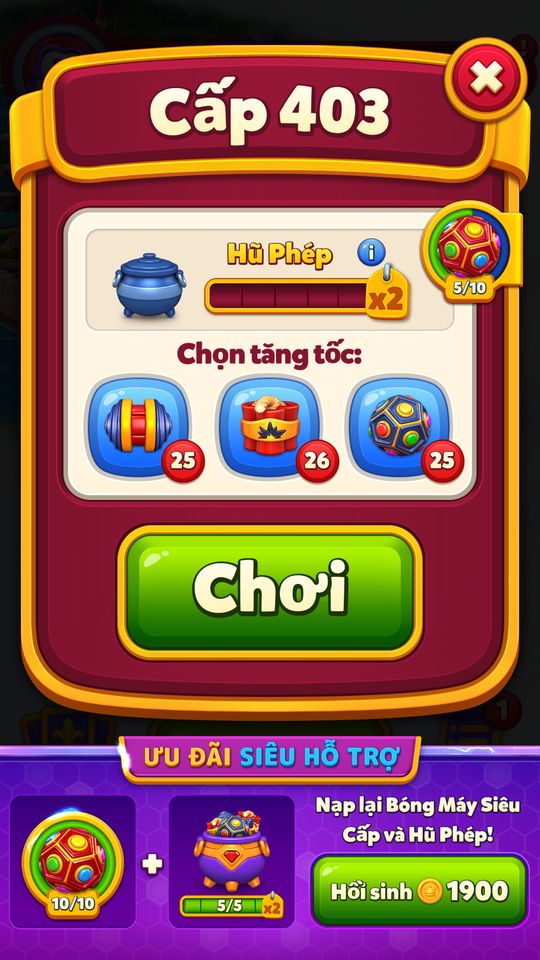 Cấp 403
Hũ Phép
i
x2
5/10
Chọn tăng tốc:
25
26
25
Chơi
1
ƯU ĐÃI SIÊU HỖ TRỢ
Nạp lại Bóng Máy Siêu
Cấp và Hũ Phép!
10/10
+
5/5
x2
Hồi sinh 1900